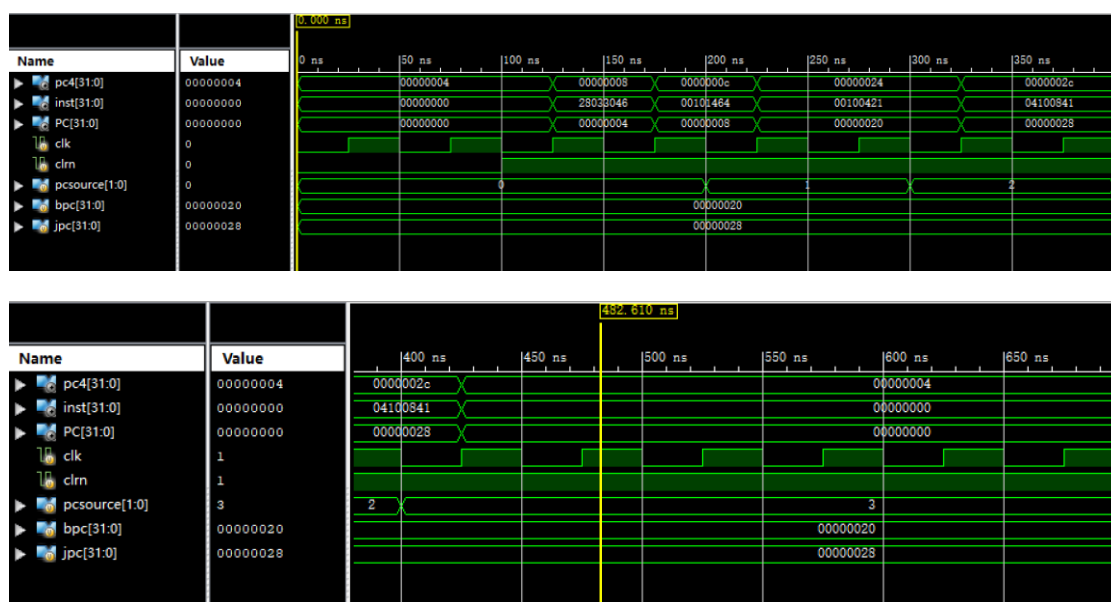 0.000 ns
Name Value 0 ns 50 ns 100 ns 150 ns 200 ns 250 ns 300 ns 350 ns
pc4[31:0] 00000004 00000004 00000008 0000000c 00000024 0000002c
inst[31:0] 00000000 00000000 28033046 00101464 00100421 04100841
PC[31:0] 00000000 00000000 00000004 00000008 00000020 00000028
clk 0
clrn 0
pcsource[1:0] 0 0 1 2
bpc[31:0] 00000020 00000020
jpc[31:0] 00000028 00000028
482.610 ns
Name Value 400 ns 450 ns 500 ns 550 ns 600 ns 650 ns
pc4[31:0] 00000004 0000002c 00000004
inst[31:0] 00000000 04100841 00000000
PC[31:0] 00000000 00000028 00000000
clk 1
clrn 1
pcsource[1:0] 3 2 3
bpc[31:0] 00000020 00000020
jpc[31:0] 00000028 00000028